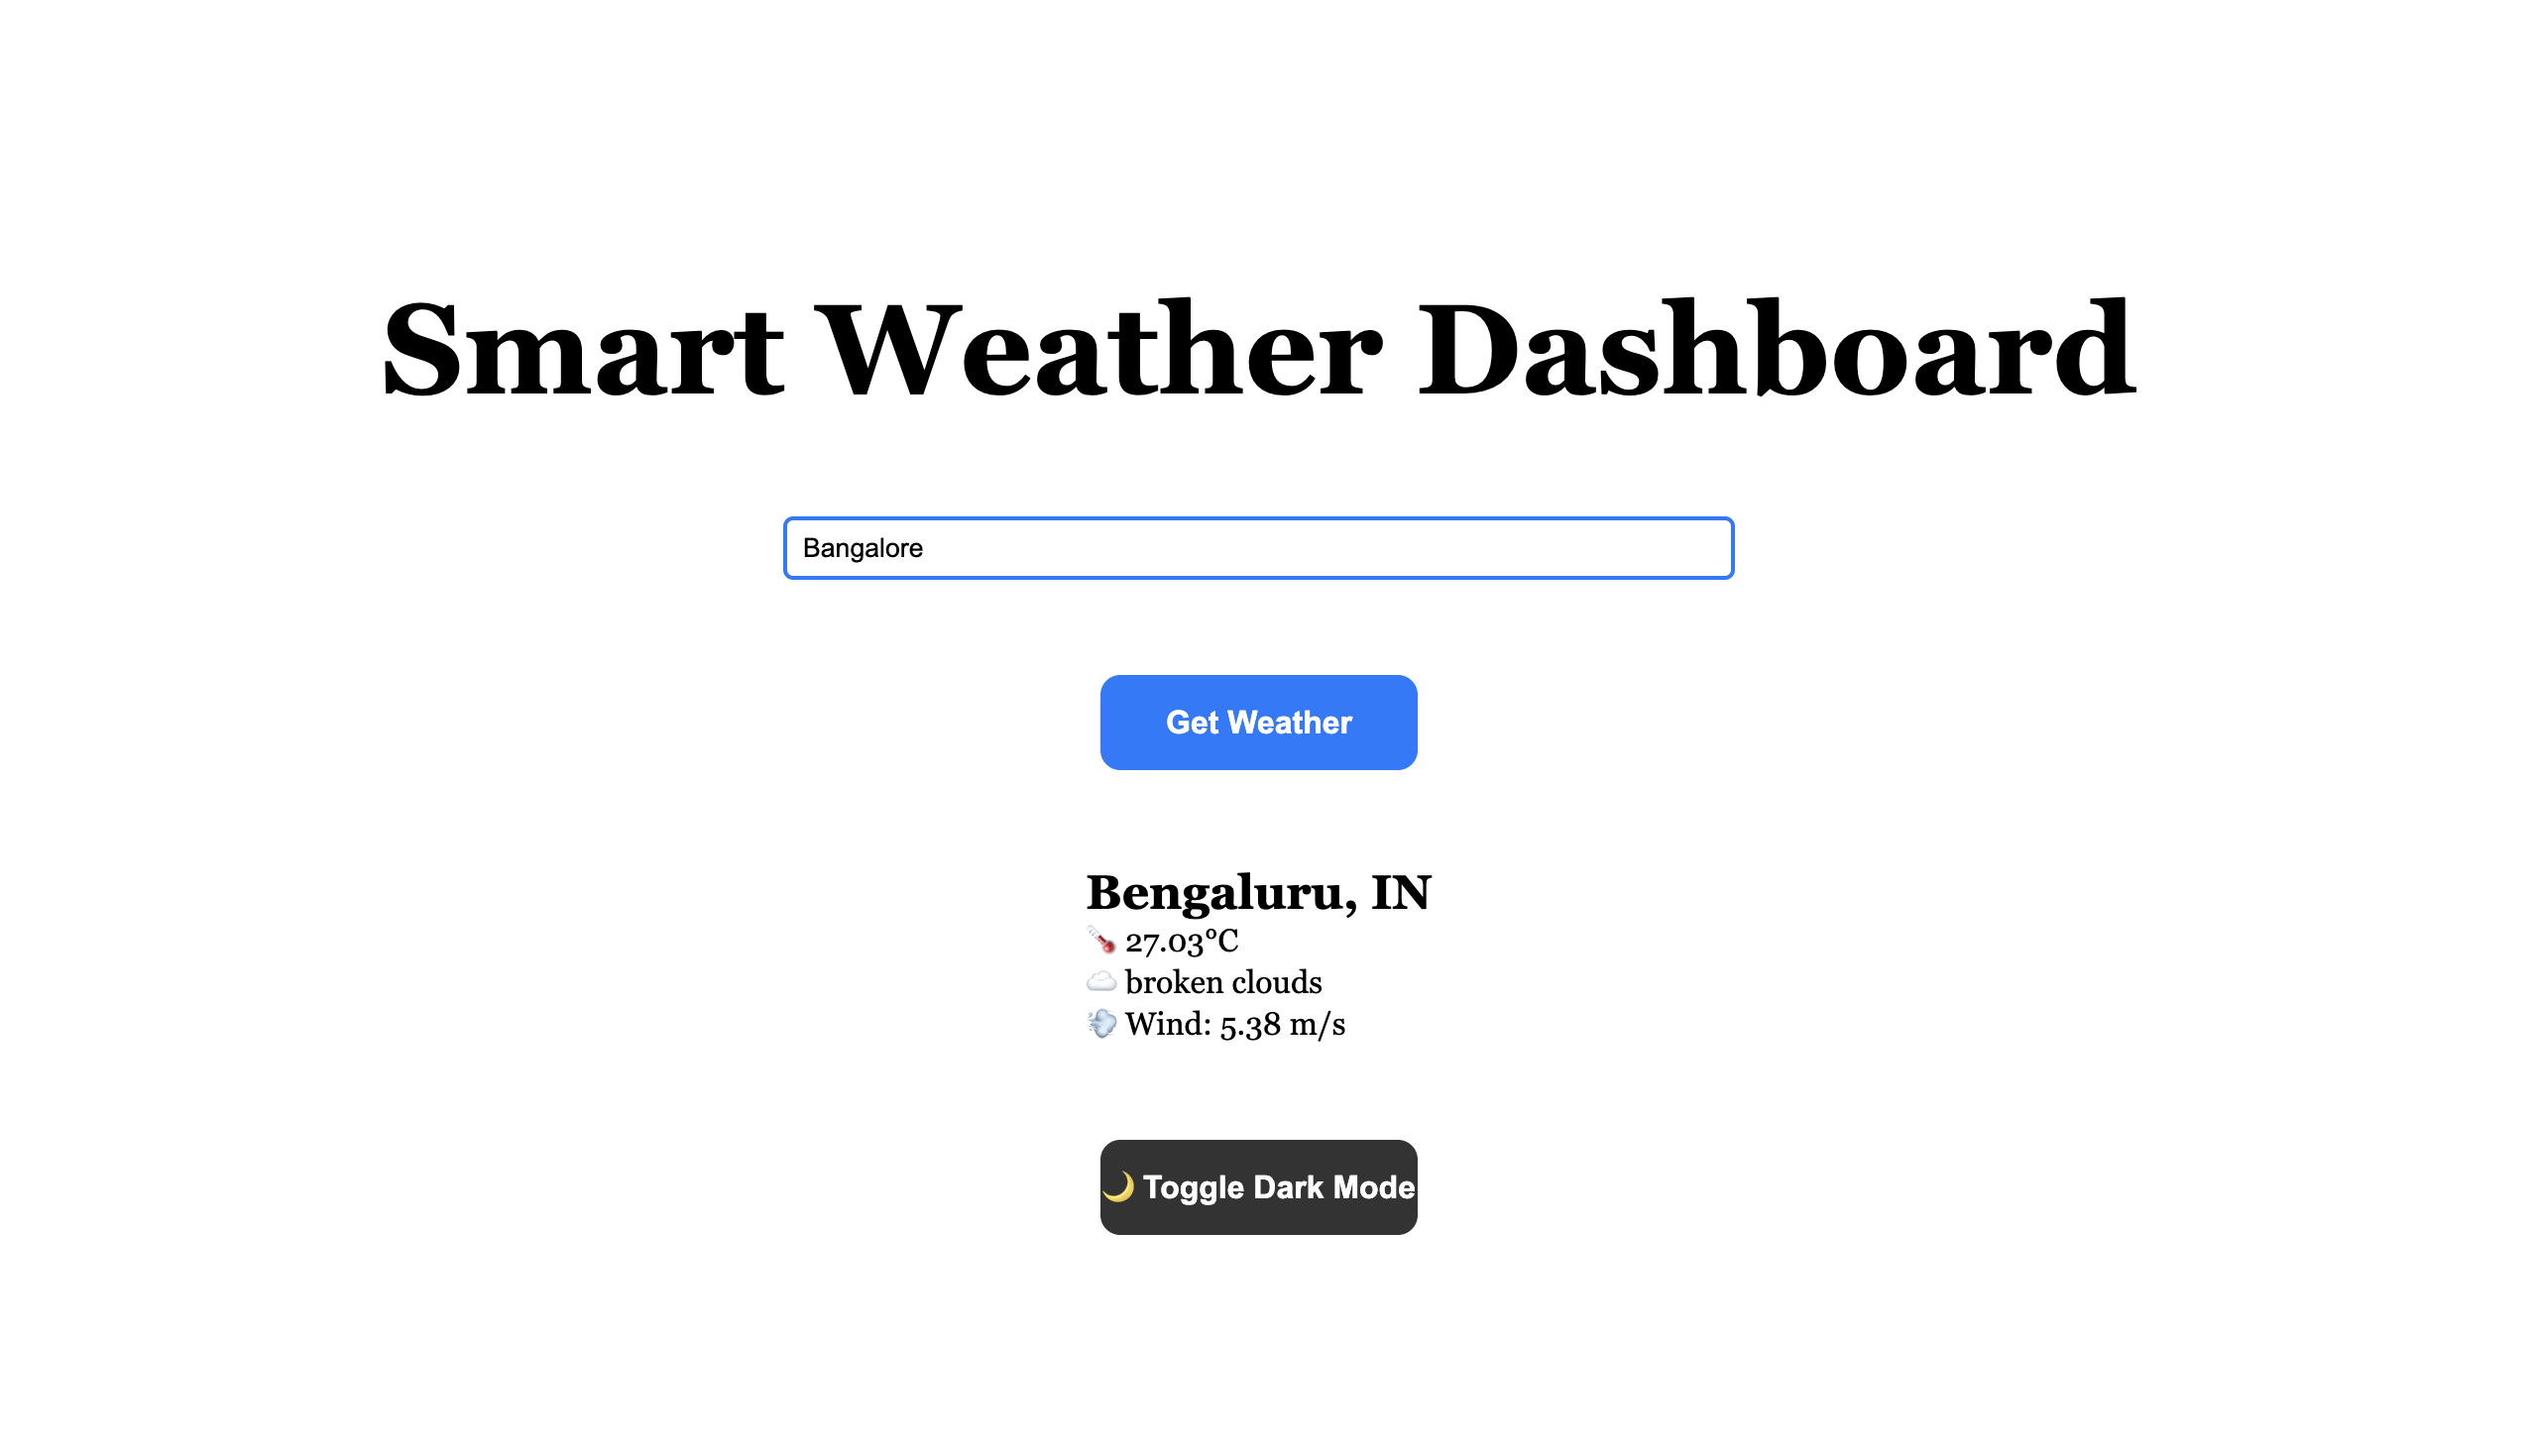 Smart Weather Dashboard
Bangalore
Get Weather
Bengaluru, IN
🌡️ 27.03°C
☁️ broken clouds
💨 Wind: 5.38 m/s
🌙 Toggle Dark Mode